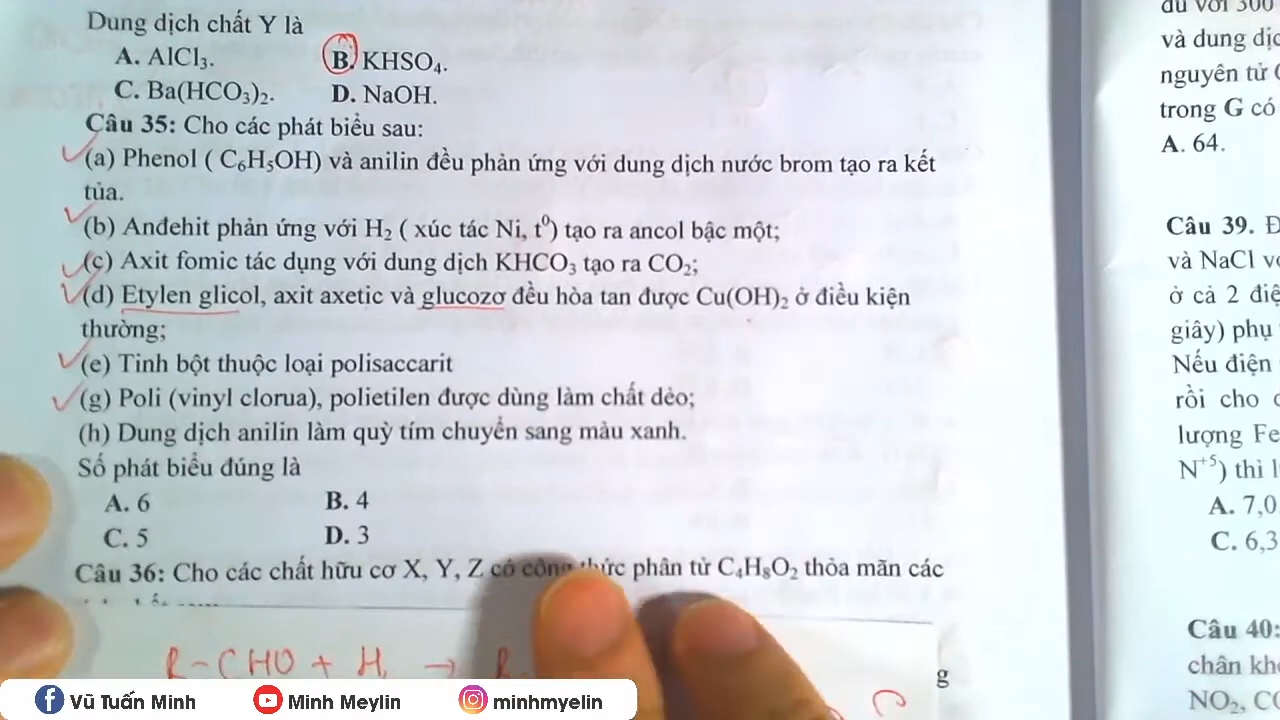 Dung dịch chất Y là
A. AlCl₃. B. KHSO₄.
C. Ba(HCO₃)₂. D. NaOH.
Câu 35: Cho các phát biểu sau:
(a) Phenol ( C₆H₅OH) và anilin đều phản ứng với dung dịch nước brom tạo ra kết
tủa.
(b) Anđehit phản ứng với H₂ ( xúc tác Ni, t⁰) tạo ra ancol bậc một;
(c) Axit fomic tác dụng với dung dịch KHCO₃ tạo ra CO₂;
(d) Etylen glicol, axit axetic và glucozơ đều hòa tan được Cu(OH)₂ ở điều kiện
thường;
(e) Tinh bột thuộc loại polisaccarit
(g) Poli (vinyl clorua), polietilen được dùng làm chất dẻo;
(h) Dung dịch anilin làm quỳ tím chuyển sang màu xanh.
Số phát biểu đúng là
A. 6 B. 4
C. 5 D. 3
Câu 36: Cho các chất hữu cơ X, Y, Z có công thức phân tử C₄H₈O₂ thỏa mãn các
R-CHO + H₂ → R
g
dư với 300
và dung dịc
nguyên tử
trong G có
A. 64.
Câu 39. Đ
và NaCl vớ
ở cả 2 điệ
giây) phụ
Nếu điện
rồi cho
lượng Fe
N⁺⁵) thì l
A. 7,0
C. 6,3
Câu 40:
chân khô
NO₂, CO
Vũ Tuấn Minh Minh Meylin minhmyelin